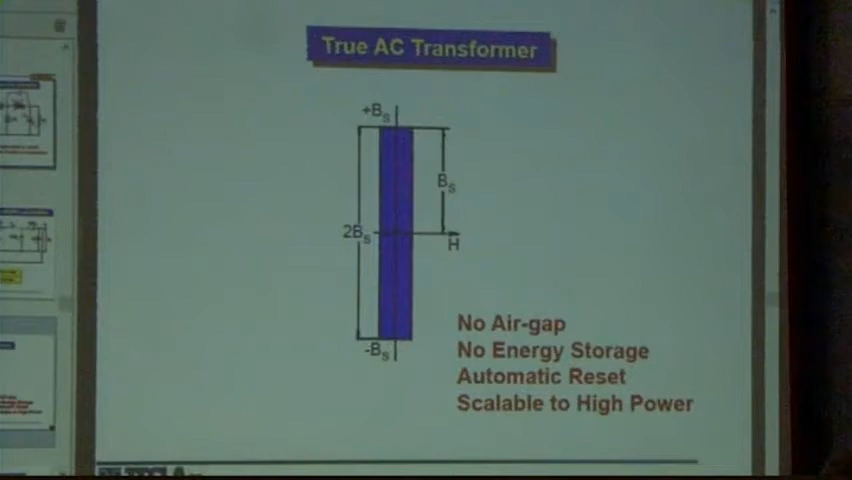 True AC Transformer
+Bs
Bs
2Bs
H
-Bs
No Air-gap
No Energy Storage
Automatic Reset
Scalable to High Power